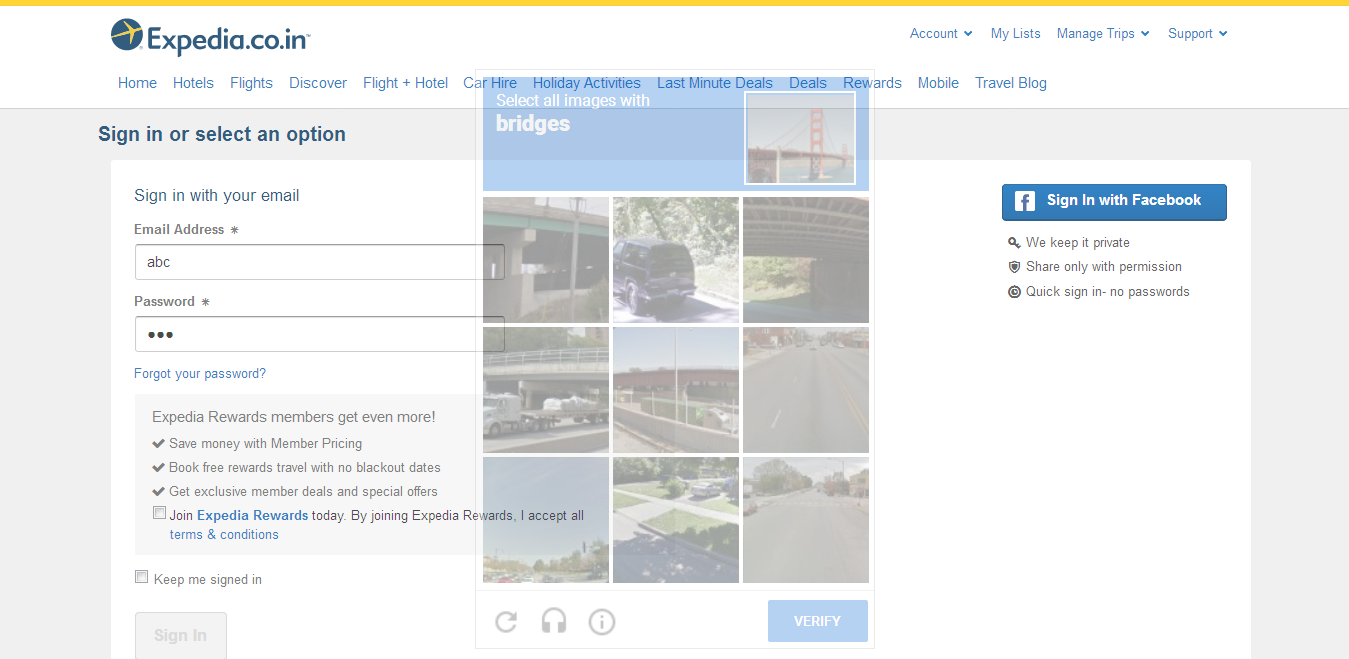 Expedia.co.in™
Account My Lists Manage Trips Support
Home Hotels Flights Discover Flight + Hotel Car Hire Holiday Activities Last Minute Deals Deals Rewards Mobile Travel Blog
Select all images with
bridges
Sign in or select an option
Sign in with your email
Email Address *
abc
Password *
Forgot your password?
Expedia Rewards members get even more!
Save money with Member Pricing
Book free rewards travel with no blackout dates
Get exclusive member deals and special offers
Join Expedia Rewards today. By joining Expedia Rewards, I accept all
terms & conditions
Keep me signed in
Sign In
VERIFY
f Sign In with Facebook
We keep it private
Share only with permission
Quick sign in- no passwords